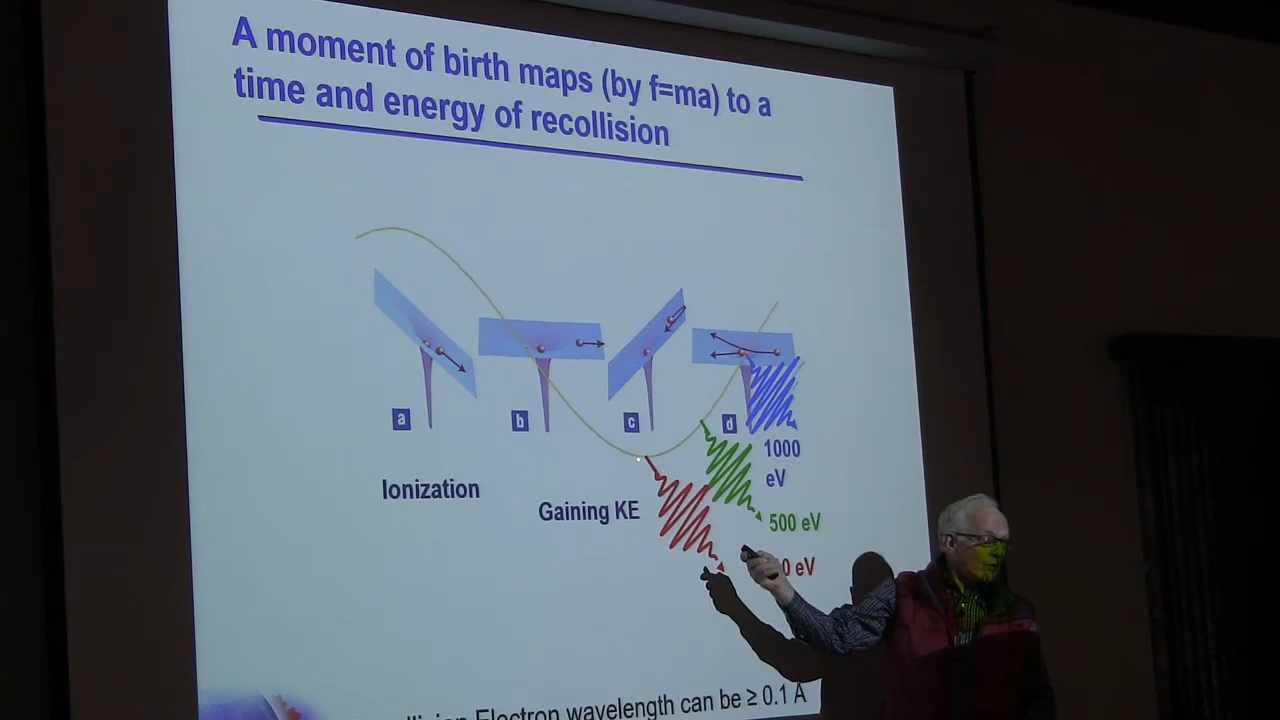 A moment of birth maps (by f=ma) to a
time and energy of recollision
a
b
c
d
1000
eV
Ionization
Gaining KE
500 eV
0 eV
Electron wavelength can be ≥ 0.1 A